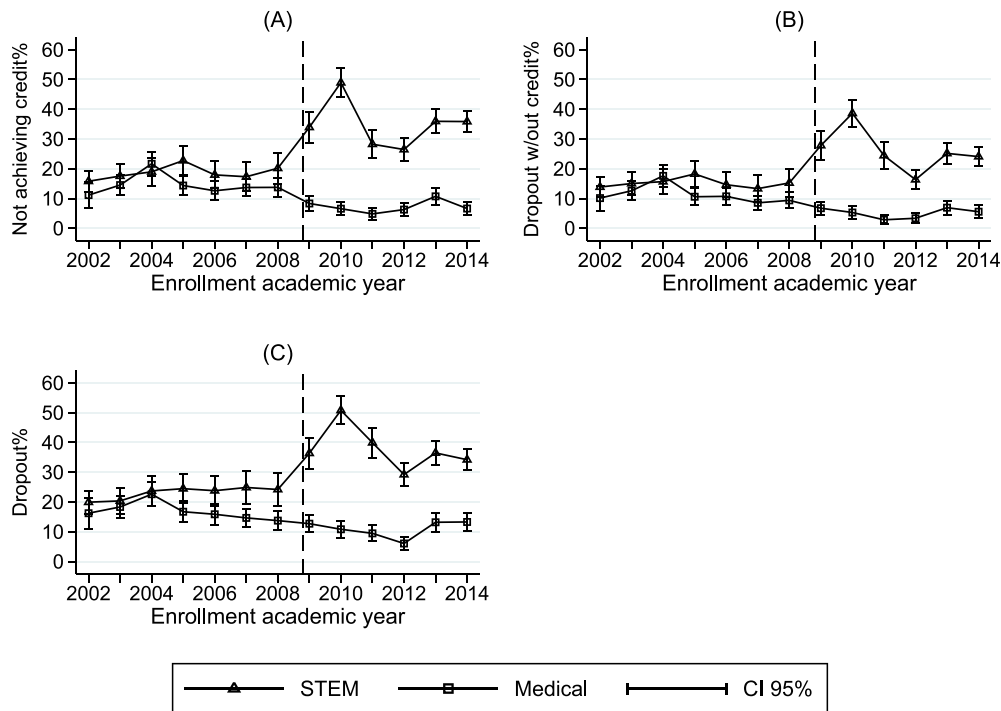 (A)
Not achieving credit%
60
50
40
30
20
10
0
2002 2004 2006 2008 2010 2012 2014
Enrollment academic year
(B)
Dropout w/out credit%
60
50
40
30
20
10
0
2002 2004 2006 2008 2010 2012 2014
Enrollment academic year
(C)
Dropout%
60
50
40
30
20
10
0
2002 2004 2006 2008 2010 2012 2014
Enrollment academic year
STEM Medical CI 95%